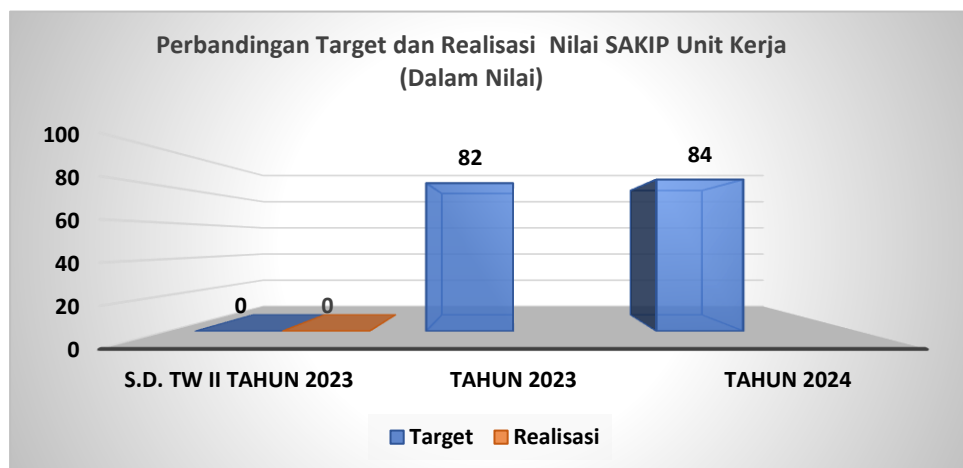 Perbandingan Target dan Realisasi Nilai SAKIP Unit Kerja
(Dalam Nilai)
100
80
60
40
20
0
0
0
82
84
S.D. TW II TAHUN 2023
TAHUN 2023
TAHUN 2024
Target
Realisasi